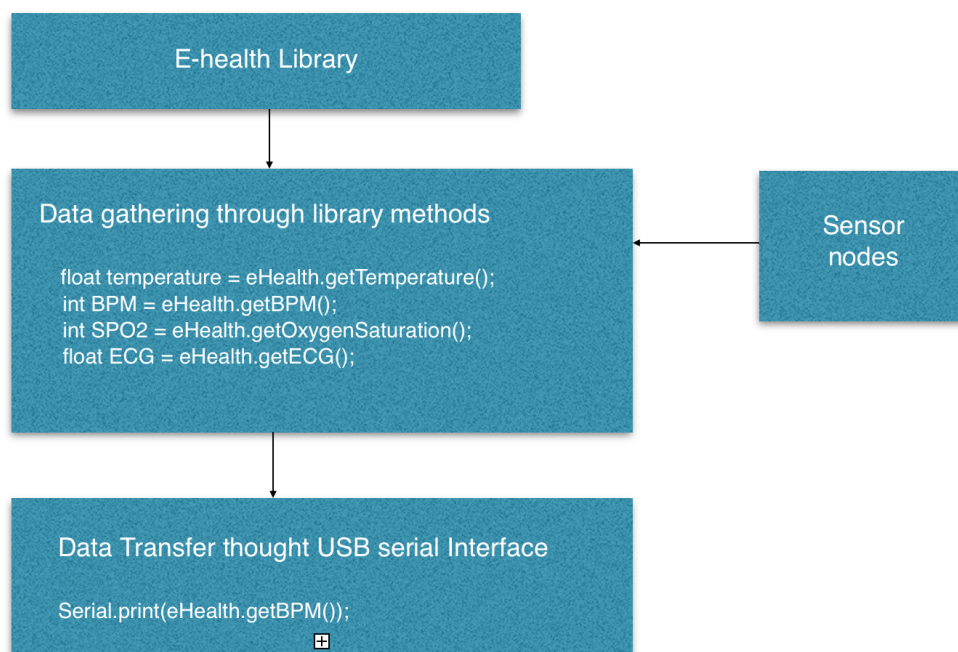 E-health Library
Data gathering through library methods
float temperature = eHealth.getTemperature();
int BPM = eHealth.getBPM();
int SPO2 = eHealth.getOxygenSaturation();
float ECG = eHealth.getECG();
Sensor
nodes
Data Transfer thought USB serial Interface
Serial.print(eHealth.getBPM());